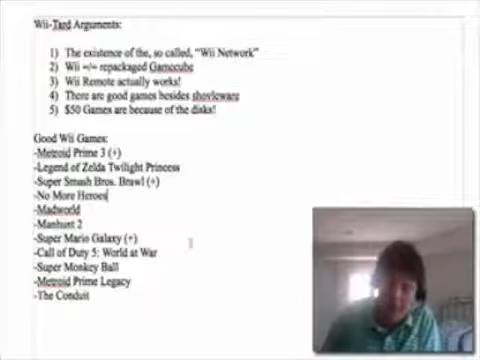 Wii-Tard Arguments:
1) The existence of the, so called, "Wii Network"
2) Wii =/= repackaged Gamecube
3) Wii Remote actually works!
4) There are good games besides shovleware
5) $50 Games are because of the disks!
Good Wii Games:
-Metroid Prime 3 (+)
-Legend of Zelda Twilight Princess
-Super Smash Bros. Brawl (+)
-No More Heroes
-Madworld
-Manhunt 2
-Super Mario Galaxy (+)
-Call of Duty 5: World at War
-Super Monkey Ball
-Metroid Prime Legacy
-The Conduit